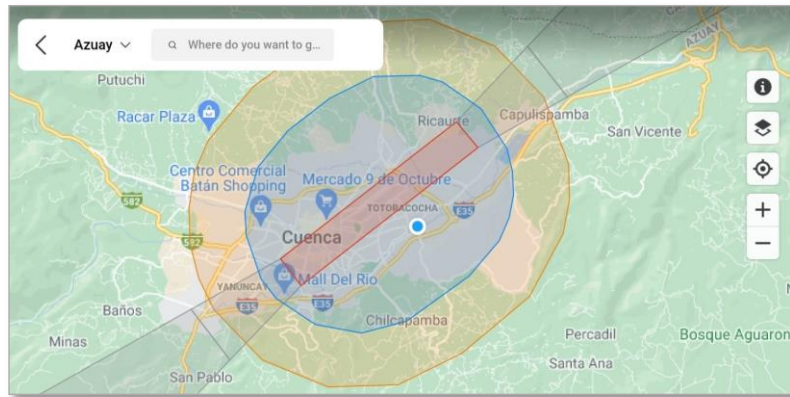 Azuay
Where do you want to g...
AZUAY
Putuchi
Racar Plaza
Ricaurte
Capulispamba
San Vicente
Centro Comercial
Batán Shopping
Mercado 9 de Octubre
582
TOTORACOCHA
E35
Cuenca
582
Mall Del Rio
YANUNCAY
E35
E35
Baños
Chilcapamba
Minas
Percadil
Bosque Aguaron
Santa Ana
San Pablo
+
−